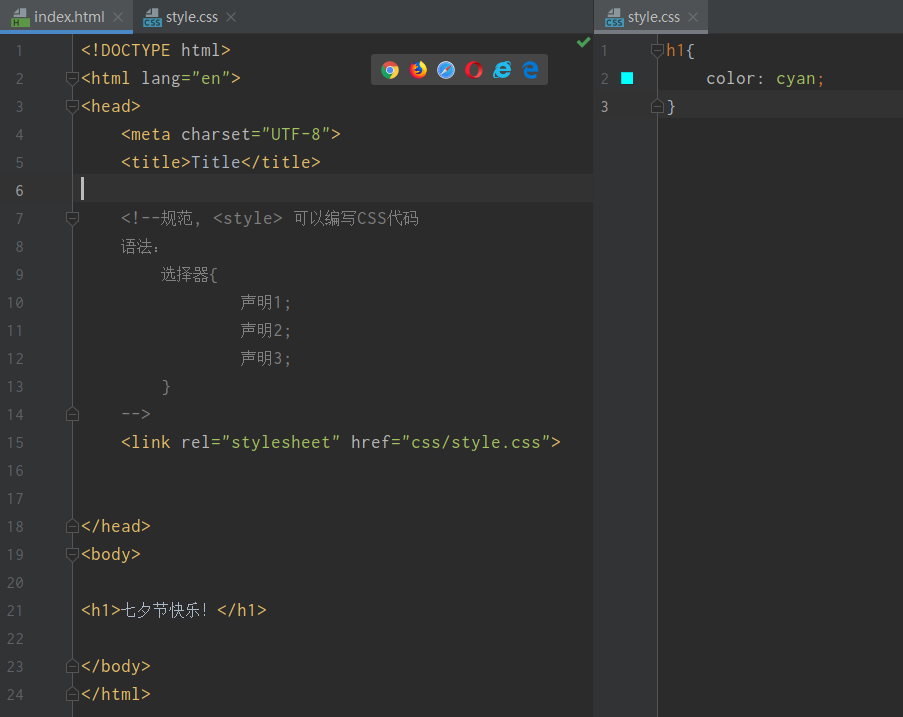 index.html
style.css
1 <!DOCTYPE html>
2 <html lang="en">
3 <head>
4 <meta charset="UTF-8">
5 <title>Title</title>
6
7 <!--规范, <style> 可以编写CSS代码
8 语法:
9 选择器{
10 声明1;
11 声明2;
12 声明3;
13 }
14 -->
15 <link rel="stylesheet" href="css/style.css">
16
17
18 </head>
19 <body>
20
21 <h1>七夕节快乐! </h1>
22
23 </body>
24 </html>
style.css
1 h1{
2 color: cyan;
3 }